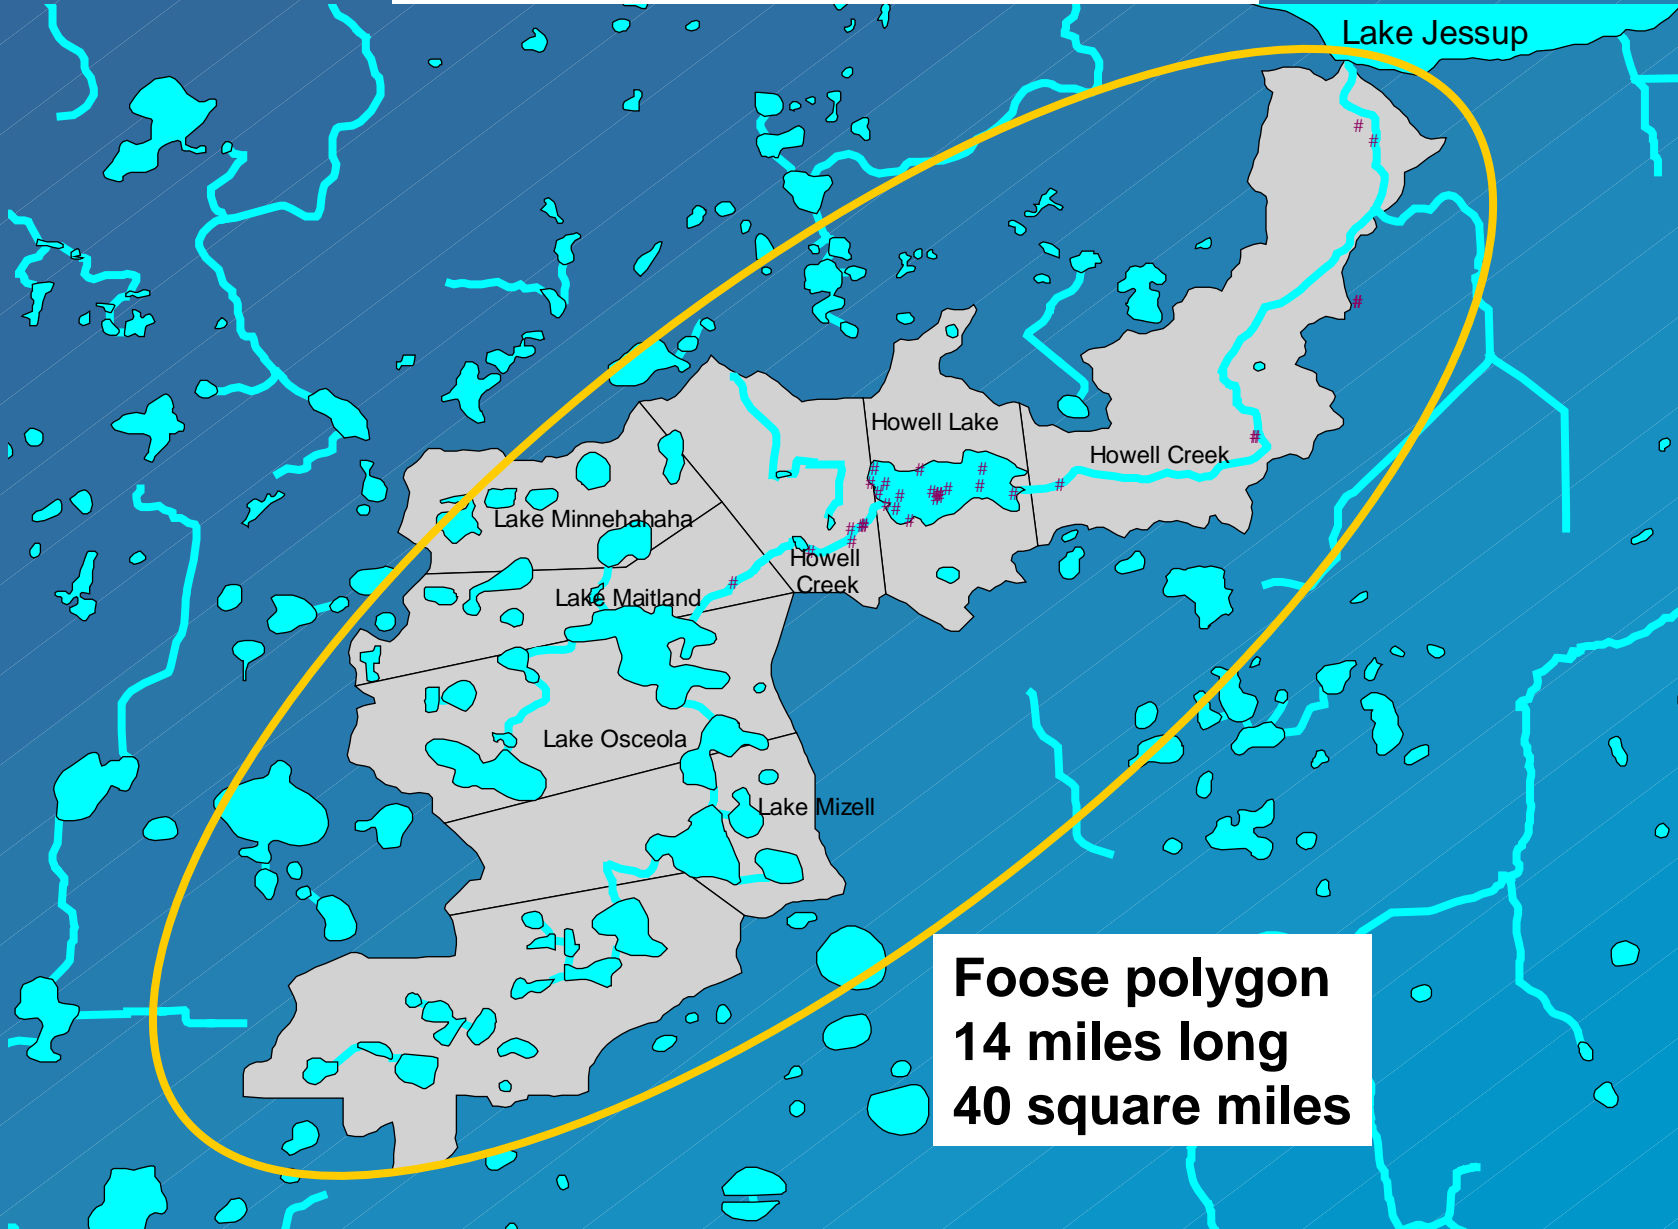 Lake Jessup
Howell Lake
Howell Creek
Lake Minnehahaha
Howell
Creek
Lake Maitland
Lake Osceola
Lake Mizell
Foose polygon
14 miles long
40 square miles